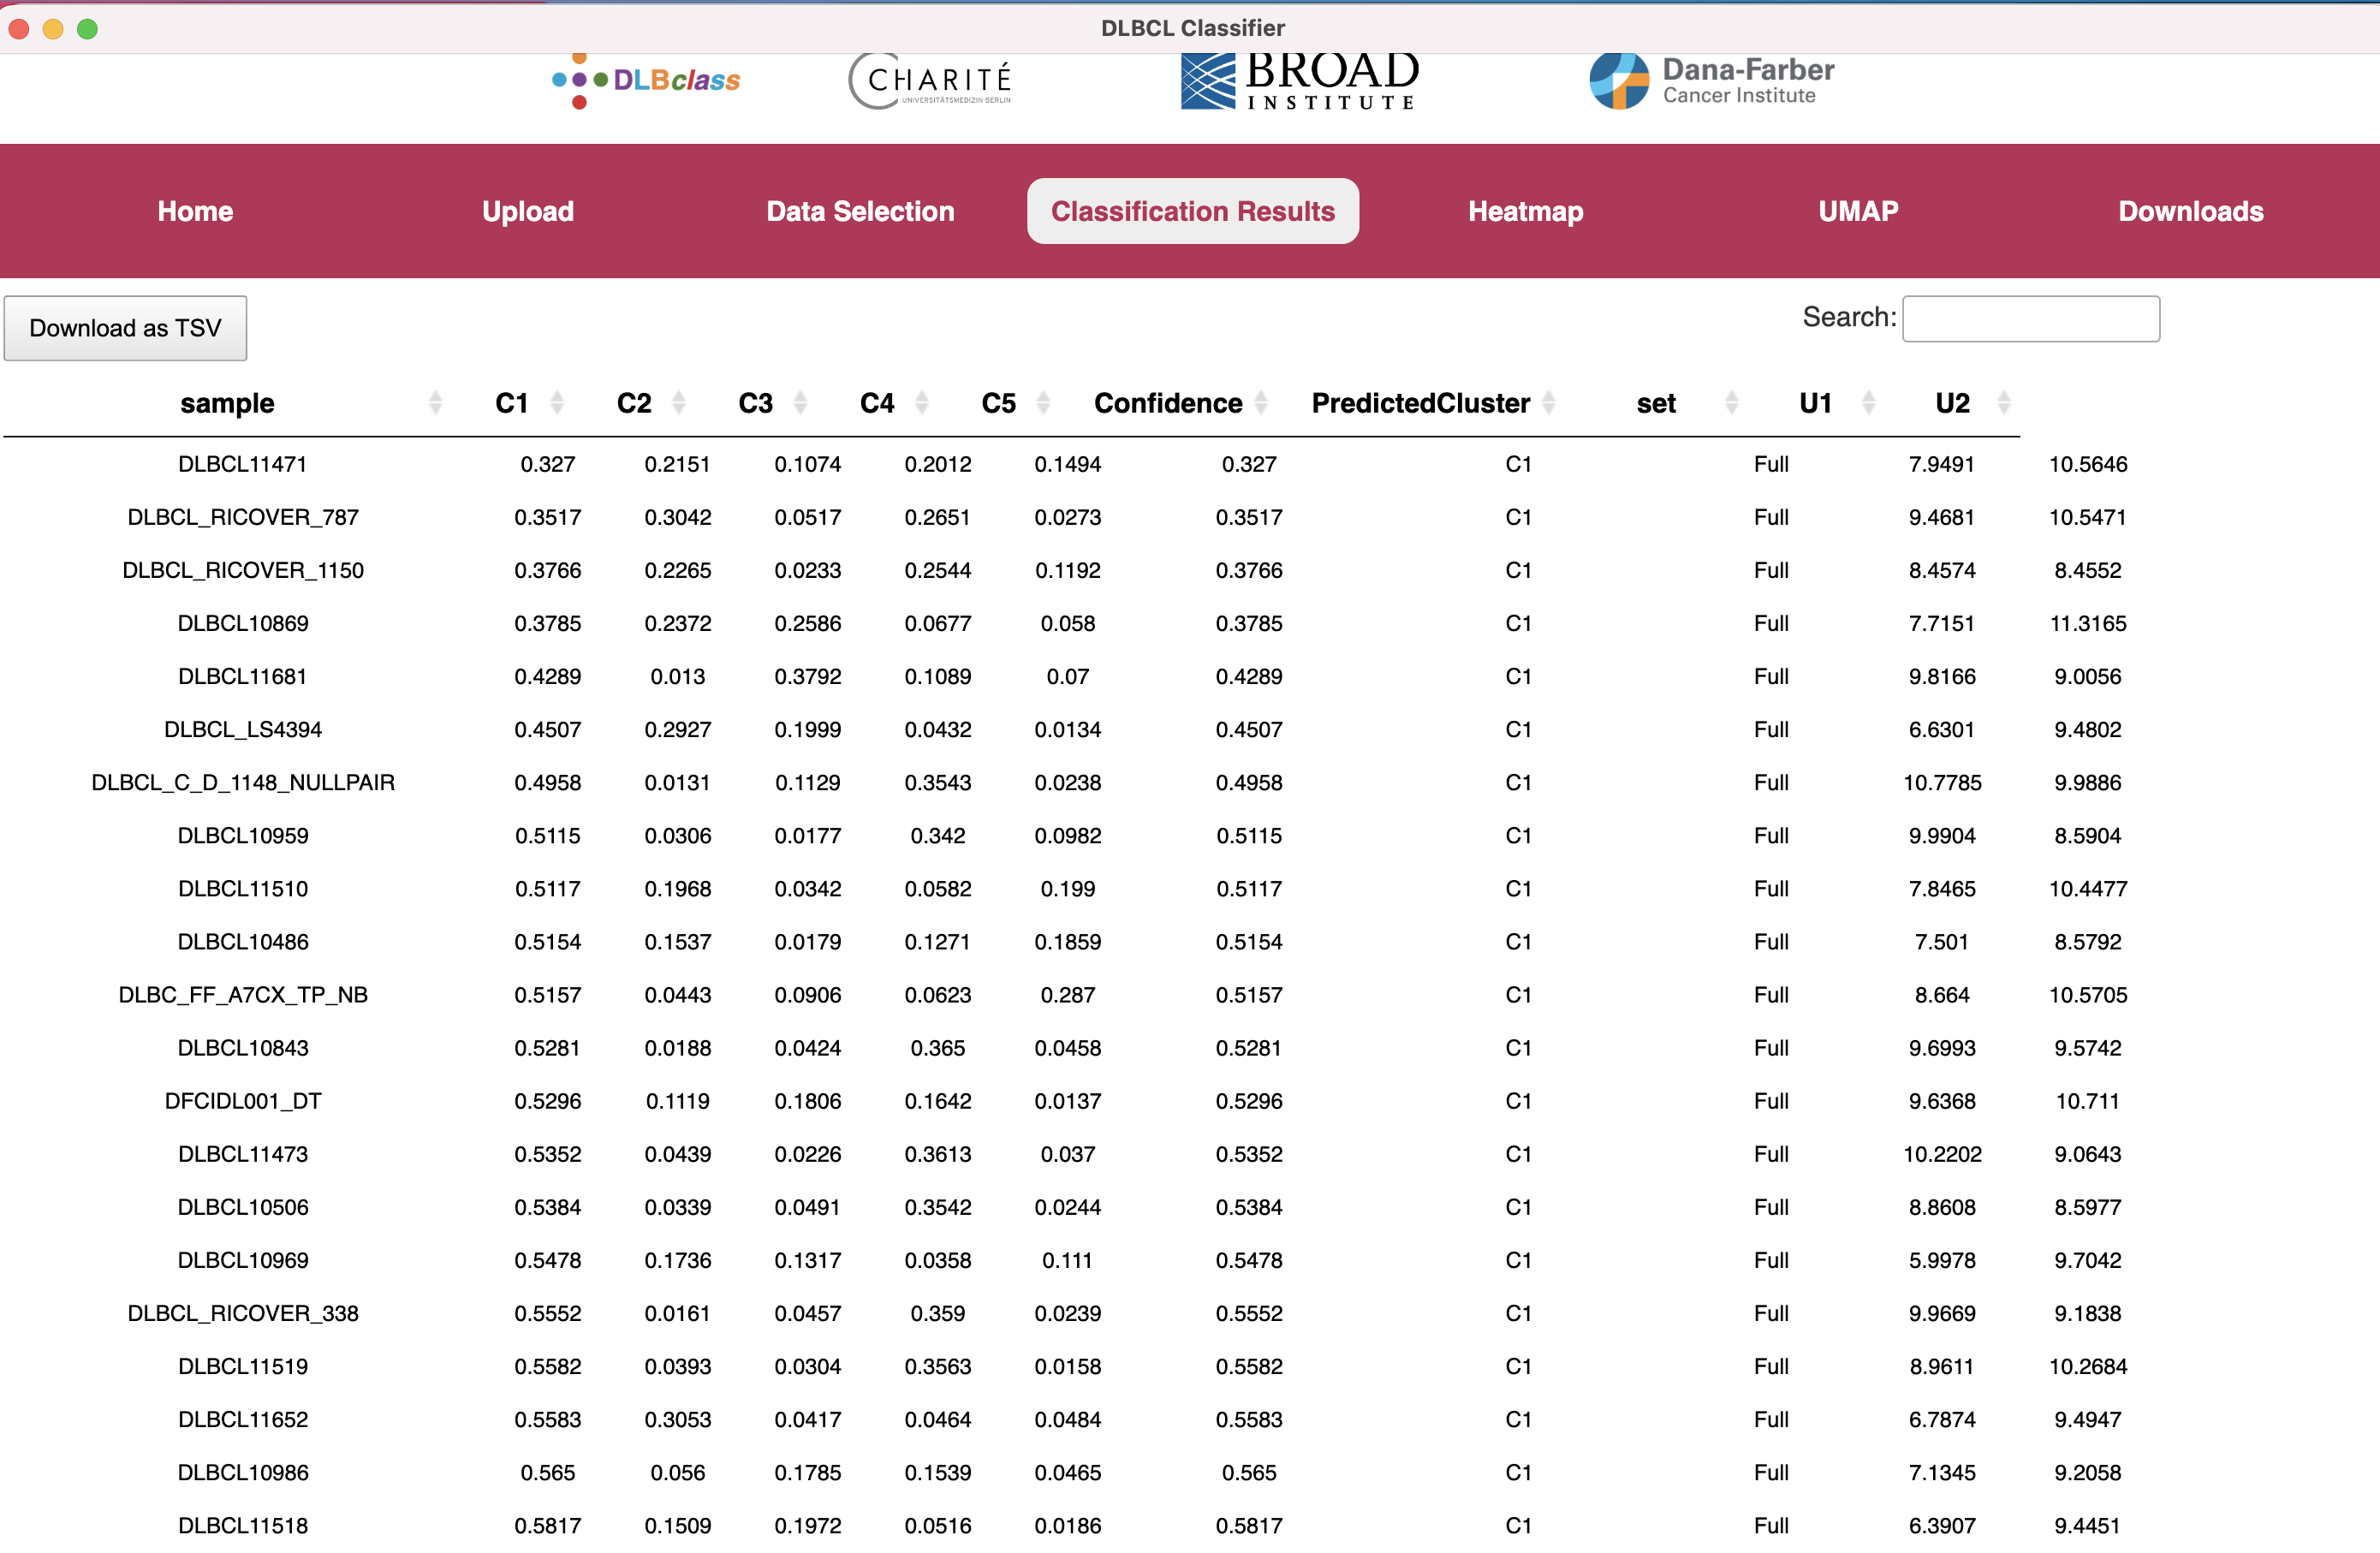 DLBCL Classifier
DLBclass CHARITÉ BROAD Dana-Farber
UNIVERSITÄTSMEDIZIN BERLIN INSTITUTE Cancer Institute
Home Upload Data Selection Classification Results Heatmap UMAP Downloads
Download as TSV Search:
sample C1 C2 C3 C4 C5 Confidence PredictedCluster set U1 U2
DLBCL11471 0.327 0.2151 0.1074 0.2012 0.1494 0.327 C1 Full 7.9491 10.5646
DLBCL_RICOVER_787 0.3517 0.3042 0.0517 0.2651 0.0273 0.3517 C1 Full 9.4681 10.5471
DLBCL_RICOVER_1150 0.3766 0.2265 0.0233 0.2544 0.1192 0.3766 C1 Full 8.4574 8.4552
DLBCL10869 0.3785 0.2372 0.2586 0.0677 0.058 0.3785 C1 Full 7.7151 11.3165
DLBCL11681 0.4289 0.013 0.3792 0.1089 0.07 0.4289 C1 Full 9.8166 9.0056
DLBCL_LS4394 0.4507 0.2927 0.1999 0.0432 0.0134 0.4507 C1 Full 6.6301 9.4802
DLBCL_C_D_1148_NULLPAIR 0.4958 0.0131 0.1129 0.3543 0.0238 0.4958 C1 Full 10.7785 9.9886
DLBCL10959 0.5115 0.0306 0.0177 0.342 0.0982 0.5115 C1 Full 9.9904 8.5904
DLBCL11510 0.5117 0.1968 0.0342 0.0582 0.199 0.5117 C1 Full 7.8465 10.4477
DLBCL10486 0.5154 0.1537 0.0179 0.1271 0.1859 0.5154 C1 Full 7.501 8.5792
DLBC_FF_A7CX_TP_NB 0.5157 0.0443 0.0906 0.0623 0.287 0.5157 C1 Full 8.664 10.5705
DLBCL10843 0.5281 0.0188 0.0424 0.365 0.0458 0.5281 C1 Full 9.6993 9.5742
DFCIDL001_DT 0.5296 0.1119 0.1806 0.1642 0.0137 0.5296 C1 Full 9.6368 10.711
DLBCL11473 0.5352 0.0439 0.0226 0.3613 0.037 0.5352 C1 Full 10.2202 9.0643
DLBCL10506 0.5384 0.0339 0.0491 0.3542 0.0244 0.5384 C1 Full 8.8608 8.5977
DLBCL10969 0.5478 0.1736 0.1317 0.0358 0.111 0.5478 C1 Full 5.9978 9.7042
DLBCL_RICOVER_338 0.5552 0.0161 0.0457 0.359 0.0239 0.5552 C1 Full 9.9669 9.1838
DLBCL11519 0.5582 0.0393 0.0304 0.3563 0.0158 0.5582 C1 Full 8.9611 10.2684
DLBCL11652 0.5583 0.3053 0.0417 0.0464 0.0484 0.5583 C1 Full 6.7874 9.4947
DLBCL10986 0.565 0.056 0.1785 0.1539 0.0465 0.565 C1 Full 7.1345 9.2058
DLBCL11518 0.5817 0.1509 0.1972 0.0516 0.0186 0.5817 C1 Full 6.3907 9.4451